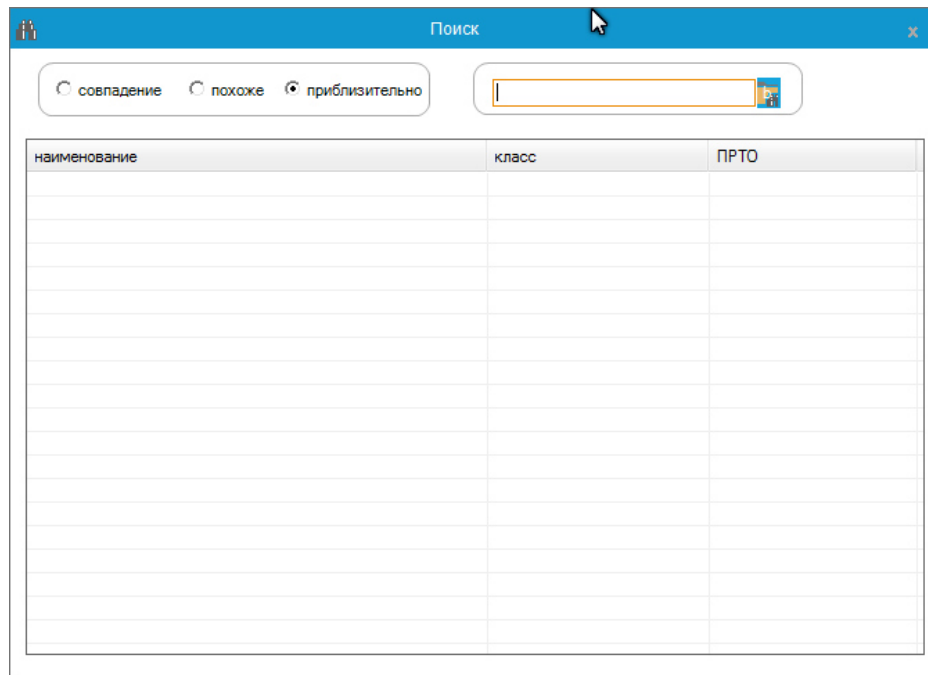 Поиск
совпадение похоже приблизительно
наименование класс ПРТО